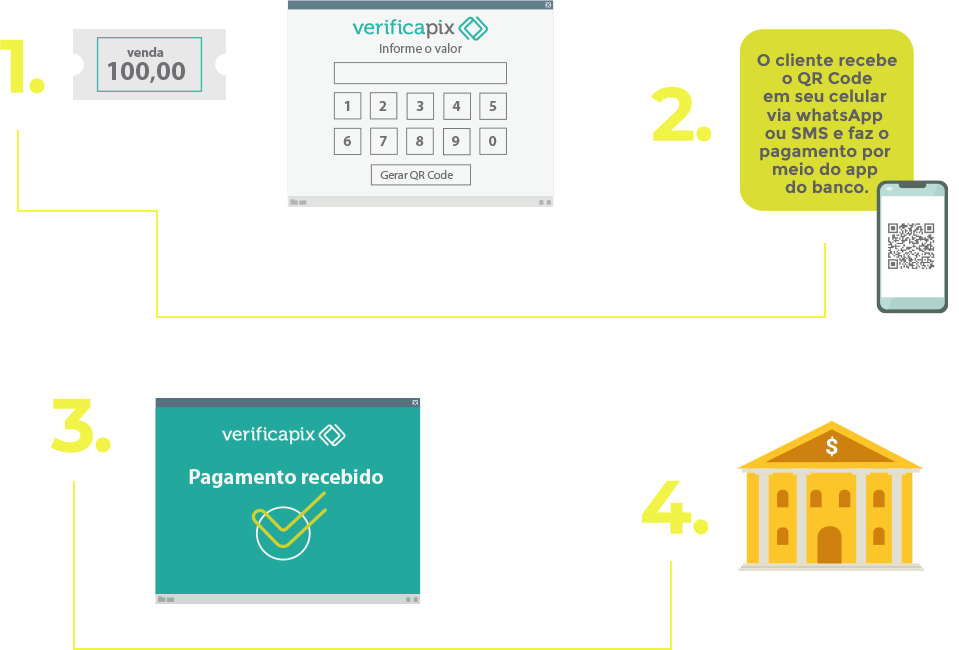 1.
venda
100,00
verificapix
Informe o valor
1 2 3 4 5
6 7 8 9 0
Gerar QR Code
2.
O cliente recebe
o QR Code
em seu celular
via whatsApp
ou SMS e faz o
pagamento por
meio do app
do banco.
3.
verificapix
Pagamento recebido
4.
$